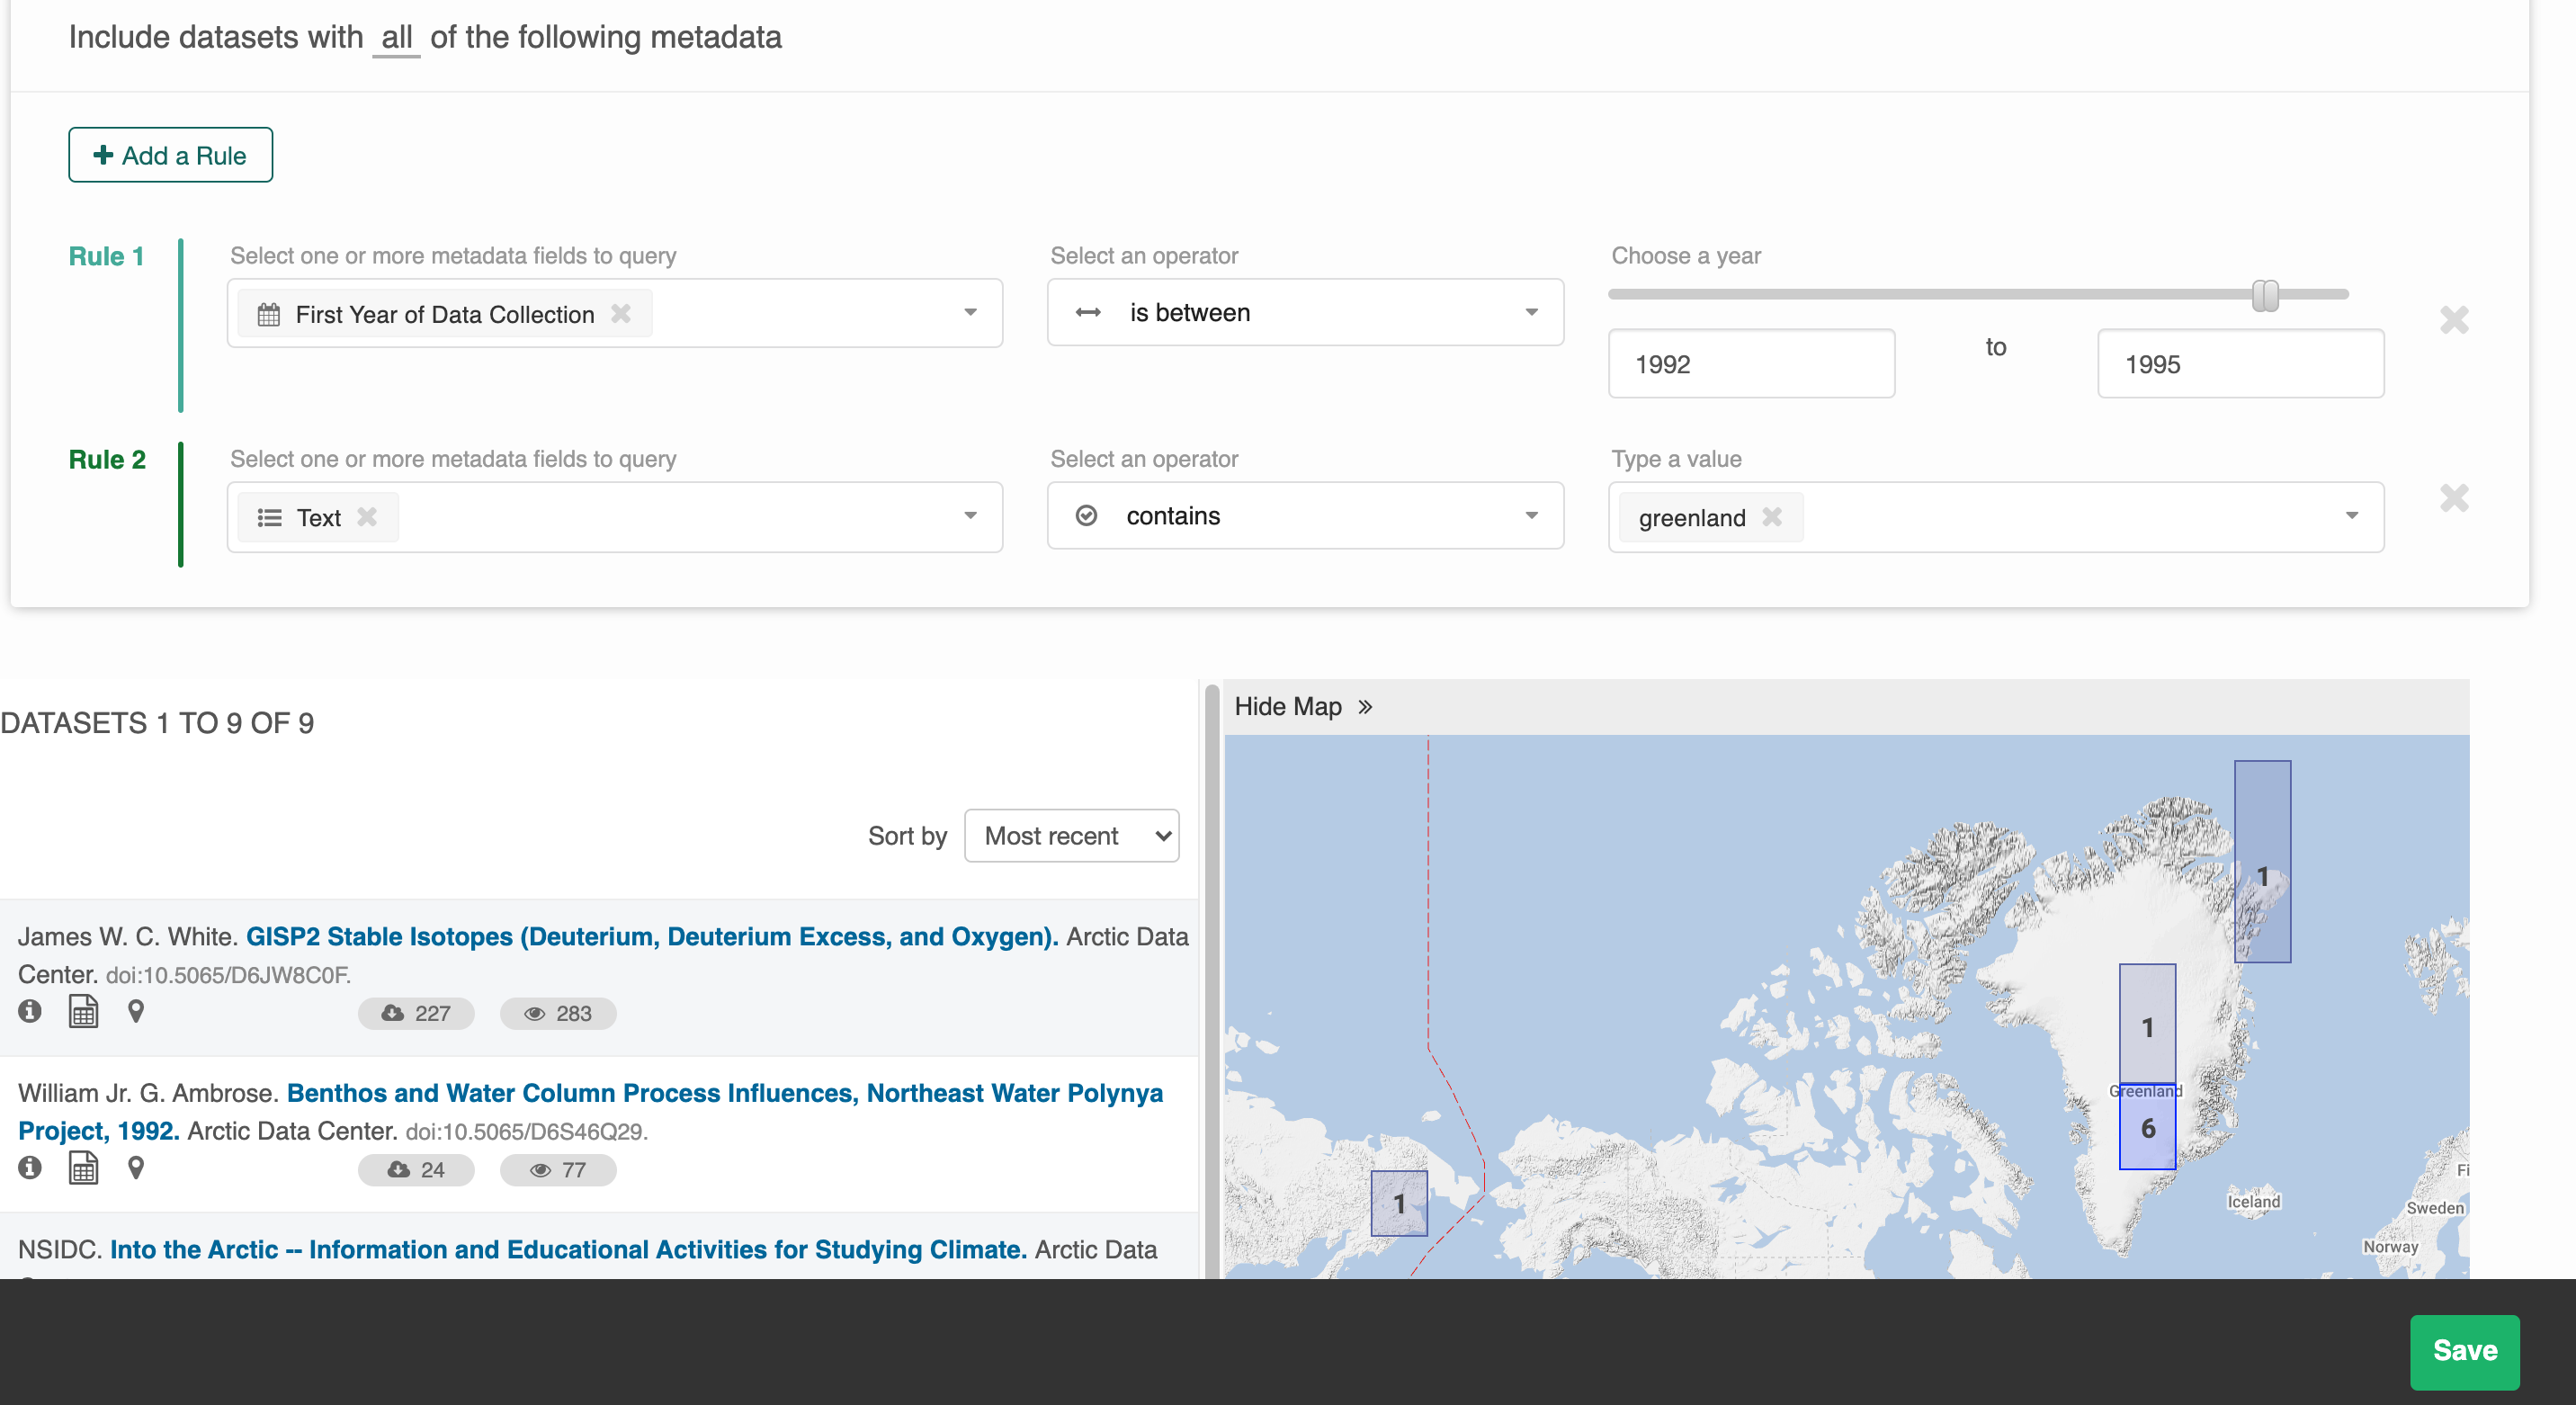 Include datasets with all of the following metadata
Add a Rule
Rule 1
Select one or more metadata fields to query
Select an operator
Choose a year
First Year of Data Collection
is between
1992
to
1995
Rule 2
Select one or more metadata fields to query
Select an operator
Type a value
Text
contains
greenland
DATASETS 1 TO 9 OF 9
Sort by
Most recent
James W. C. White. GISP2 Stable Isotopes (Deuterium, Deuterium Excess, and Oxygen). Arctic Data
Center. doi:10.5065/D6JW8C0F.
227
283
William Jr. G. Ambrose. Benthos and Water Column Process Influences, Northeast Water Polynya
Project, 1992. Arctic Data Center. doi:10.5065/D6S46Q29.
24
77
NSIDC. Into the Arctic -- Information and Educational Activities for Studying Climate. Arctic Data
Hide Map »
1
1
Greenland
6
1
Iceland
Fi
Sweden
Norway
Save